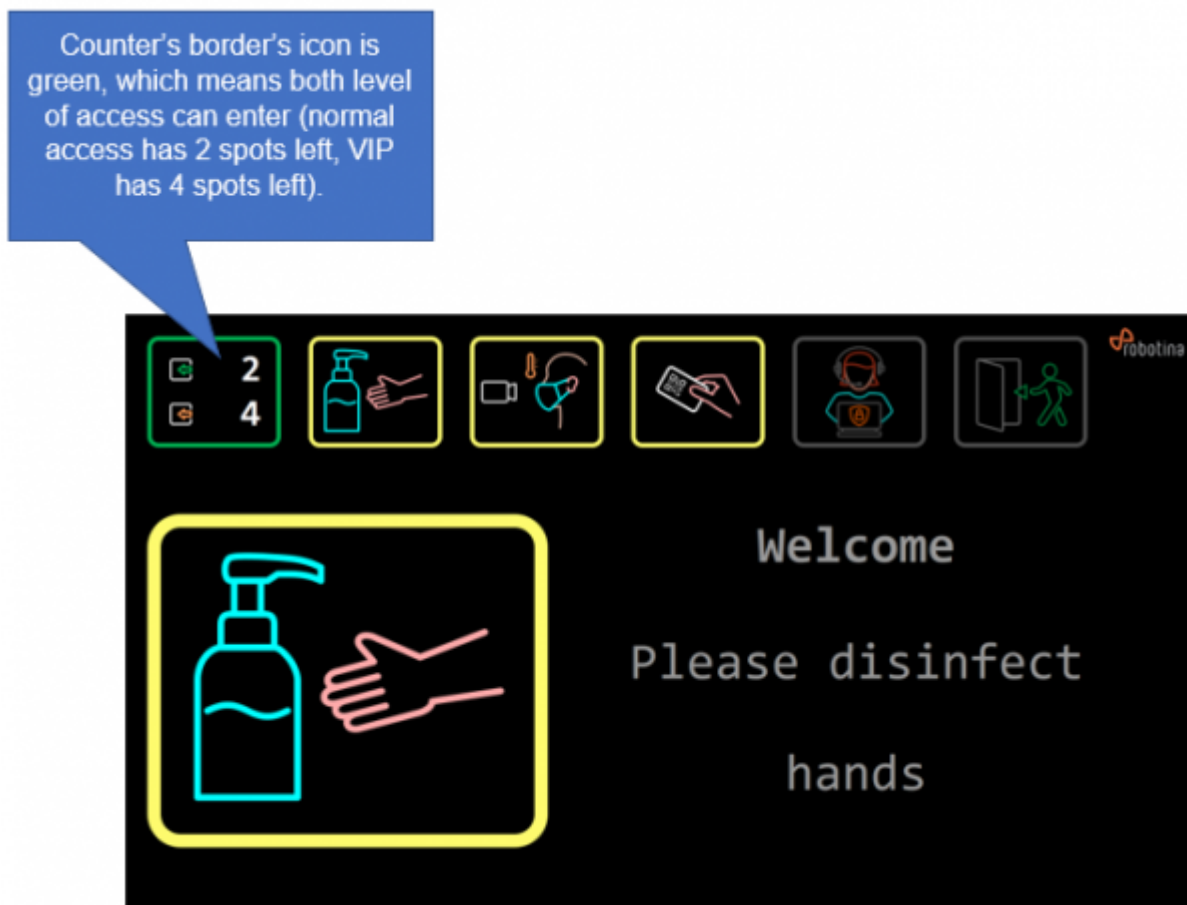 Counter's border's icon is
green, which means both level
of access can enter (normal
access has 2 spots left, VIP
has 4 spots left).
2
4
robotina
Welcome
Please disinfect
hands